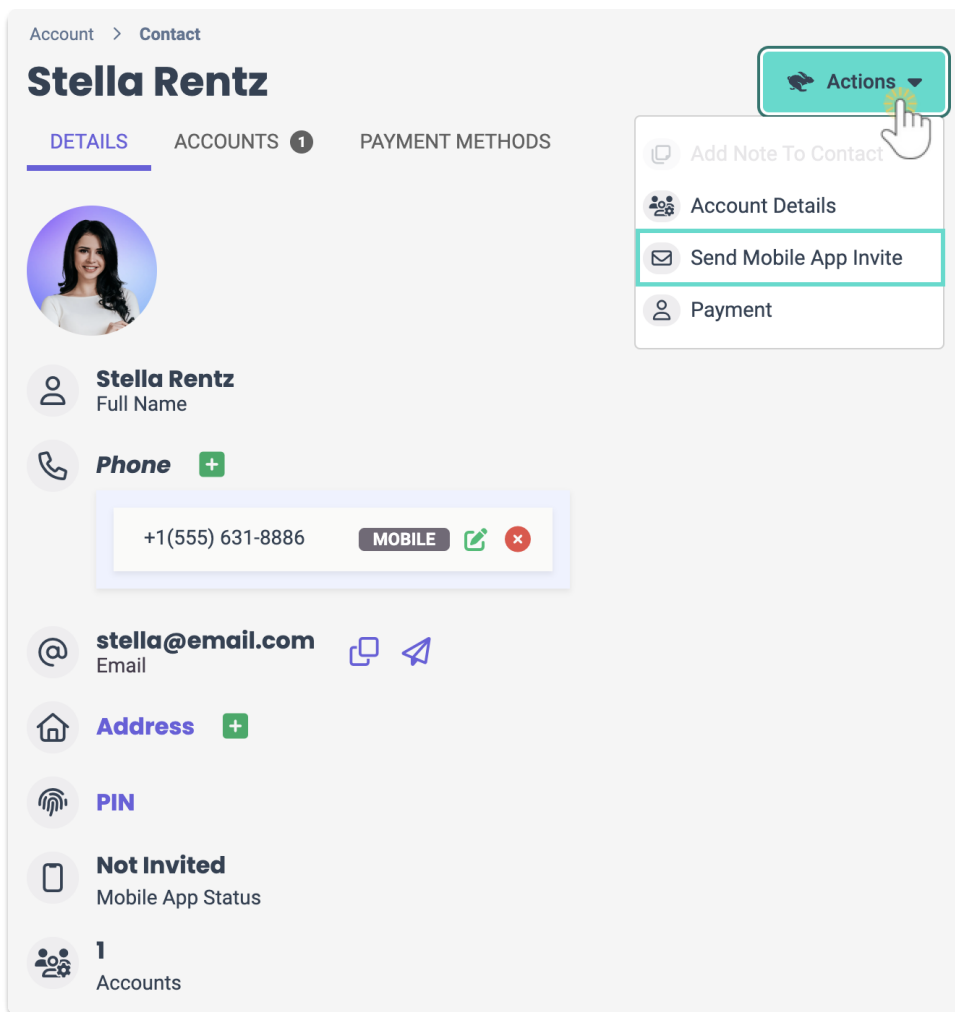 Account > Contact
Stella Rentz
Actions
DETAILS ACCOUNTS 1 PAYMENT METHODS
Add Note To Contact
Account Details
Send Mobile App Invite
Payment
Stella Rentz
Full Name
Phone
+1(555) 631-8886 MOBILE
stella@email.com
Email
Address
PIN
Not Invited
Mobile App Status
1
Accounts